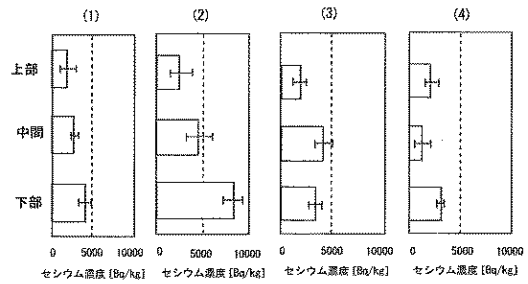 (1) (2) (3) (4)
上部
中間
下部
0 5000 10000 0 5000 10000 0 5000 10000 0 5000 10000
セシウム濃度 [Bq/kg] セシウム濃度 [Bq/kg] セシウム濃度 [Bq/kg] セシウム濃度 [Bq/kg]